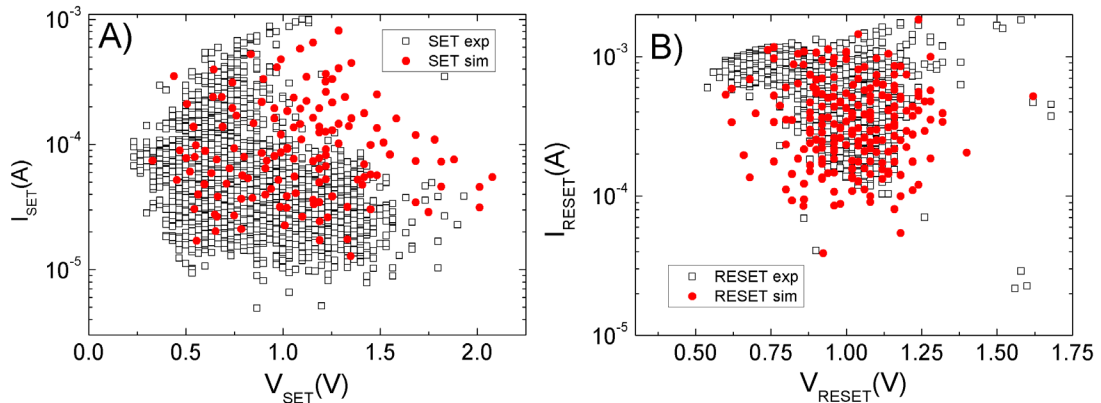 A)
SET exp
SET sim
10^-3
10^-4
10^-5
I_SET(A)
0.0 0.5 1.0 1.5 2.0
V_SET(V)
B)
RESET exp
RESET sim
10^-3
10^-4
10^-5
I_RESET(A)
0.50 0.75 1.00 1.25 1.50 1.75
V_RESET(V)